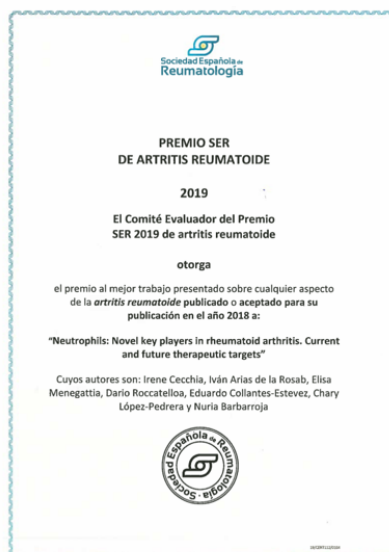 Sociedad Española de
Reumatología
PREMIO SER
DE ARTRITIS REUMATOIDE
2019
El Comité Evaluador del Premio
SER 2019 de artritis reumatoide
otorga
el premio al mejor trabajo presentado sobre cualquier aspecto
de la artritis reumatoide publicado o aceptado para su
publicación en el año 2018 a:
“Neutrophils: Novel key players in rheumatoid arthritis. Current
and future therapeutic targets”
Cuyos autores son: Irene Cecchia, Iván Arias de la Rosab, Elisa
Menegattia, Dario Roccatelloa, Eduardo Collantes-Estevez, Chary
López-Pedrera y Nuria Barbarroja
Sociedad Española de Reumatología